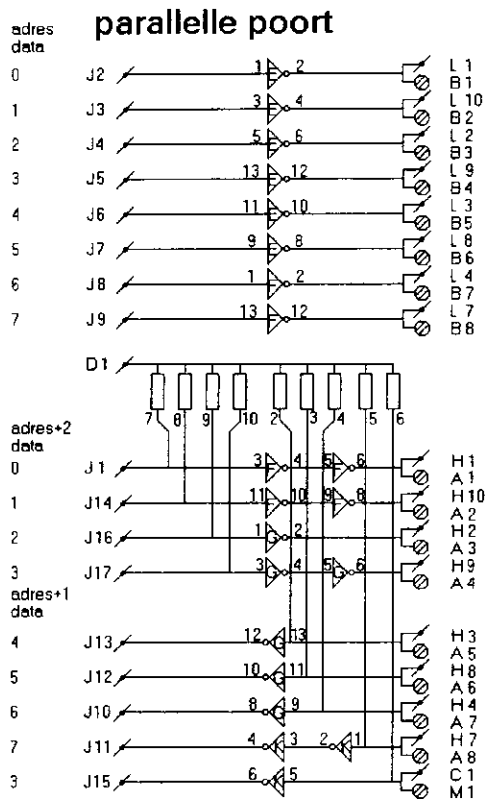 parallelle poort
adres
data
0 J2 1 2 L 1
B 1
1 J3 3 4 L 10
B 2
2 J4 5 6 L 2
B 3
3 J5 13 12 L 9
B 4
4 J6 11 10 L 3
B 5
5 J7 9 8 L 8
B 6
6 J8 1 2 L 4
B 7
7 J9 13 12 L 7
B 8
D1
7 8 9 10 2 3 4 5 6
adres+2
data
0 J1 3 4 5 6 H 1
A 1
1 J14 11 10 9 8 H 10
A 2
2 J16 1 G 2 H 2
A 3
3 J17 3 G 4 5 G 6 H 9
A 4
adres+1
data
4 J13 12 G 13 H 3
A 5
5 J12 10 G 11 H 8
A 6
6 J10 8 G 9 H 4
A 7
7 J11 4 3 2 1 H 7
A 8
3 J15 6 5 C 1
M 1